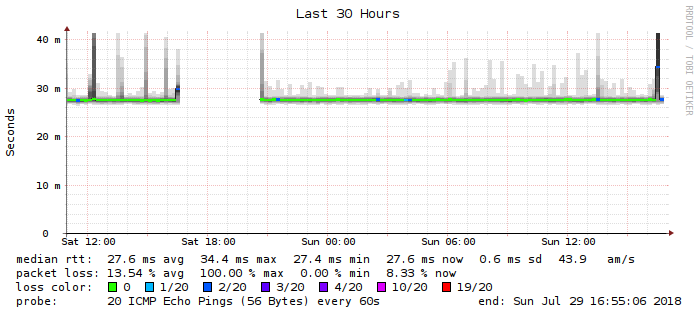 Last 30 Hours
RRDTOOL / TOBI OETIKER
Seconds
40 m
30 m
20 m
10 m
0
Sat 12:00 Sat 18:00 Sun 00:00 Sun 06:00 Sun 12:00
median rtt: 27.6 ms avg 34.4 ms max 27.4 ms min 27.6 ms now 0.6 ms sd 43.9 am/s
packet loss: 13.54 % avg 100.00 % max 0.00 % min 8.33 % now
loss color: 0 1/20 2/20 3/20 4/20 10/20 19/20
probe: 20 ICMP Echo Pings (56 Bytes) every 60s end: Sun Jul 29 16:55:06 2018